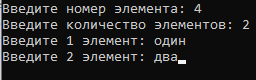 Введите номер элемента: 4
Введите количество элементов: 2
Введите 1 элемент: один
Введите 2 элемент: два